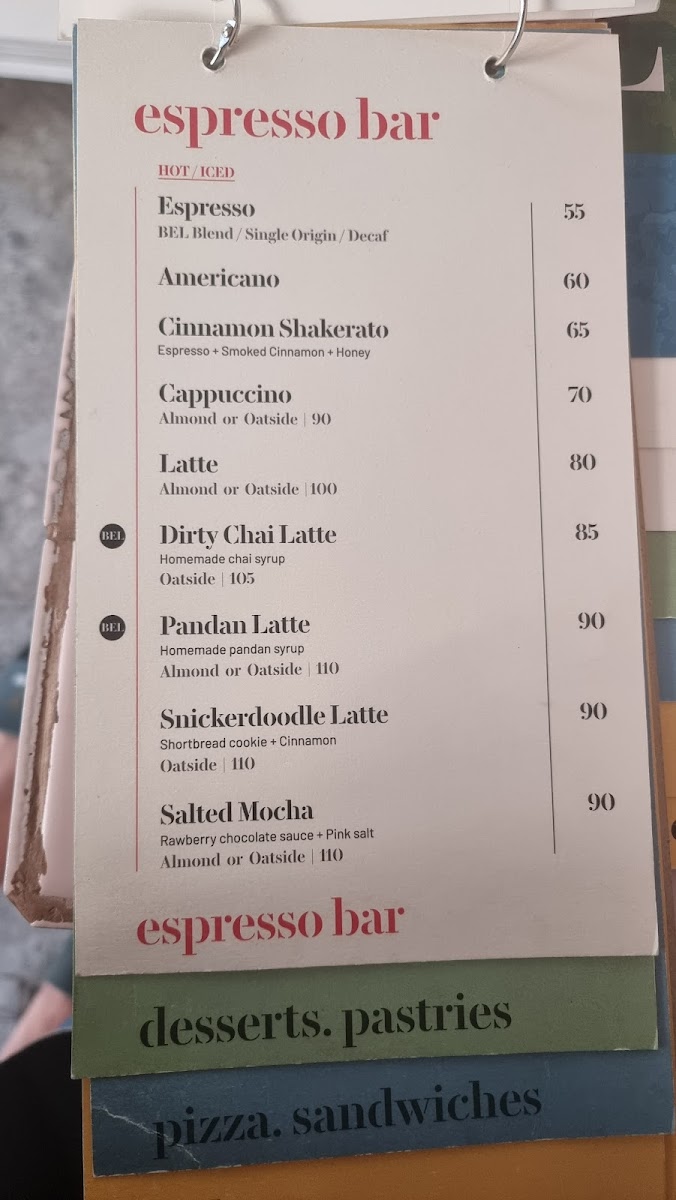 espresso bar
HOT / ICED
Espresso 55
BEL Blend / Single Origin / Decaf
Americano 60
Cinnamon Shakerato 65
Espresso + Smoked Cinnamon + Honey
Cappuccino 70
Almond or Oatside | 90
Latte 80
Almond or Oatside | 100
BEL Dirty Chai Latte 85
Homemade chai syrup
Oatside | 105
BEL Pandan Latte 90
Homemade pandan syrup
Almond or Oatside | 110
Snickerdoodle Latte 90
Shortbread cookie + Cinnamon
Oatside | 110
Salted Mocha 90
Rawberry chocolate sauce + Pink salt
Almond or Oatside | 110
espresso bar
desserts. pastries
pizza. sandwiches